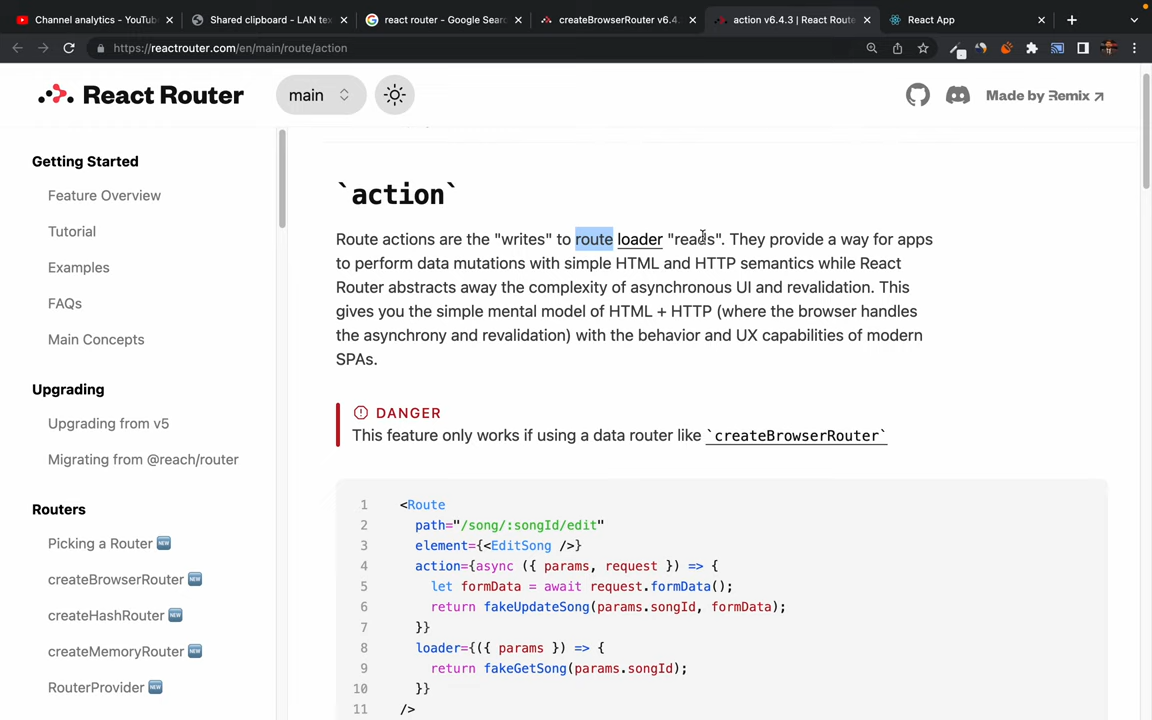 Channel analytics - YouTub
Shared clipboard - LAN tex
react router - Google Sear
createBrowserRouter v6.4.
action v6.4.3 | React Route
React App
https://reactrouter.com/en/main/route/action
React Router
main
Made by Remix ↗
Getting Started
Feature Overview
Tutorial
Examples
FAQs
Main Concepts
Upgrading
Upgrading from v5
Migrating from @reach/router
Routers
Picking a Router 🆕
createBrowserRouter 🆕
createHashRouter 🆕
createMemoryRouter 🆕
RouterProvider 🆕
`action`
Route actions are the "writes" to route loader "reads". They provide a way for apps
to perform data mutations with simple HTML and HTTP semantics while React
Router abstracts away the complexity of asynchronous UI and revalidation. This
gives you the simple mental model of HTML + HTTP (where the browser handles
the asynchrony and revalidation) with the behavior and UX capabilities of modern
SPAs.
DANGER
This feature only works if using a data router like `createBrowserRouter`
1 <Route
2 path="/song/:songId/edit"
3 element={<EditSong />}
4 action={async ({ params, request }) => {
5 let formData = await request.formData();
6 return fakeUpdateSong(params.songId, formData);
7 }}
8 loader={({ params }) => {
9 return fakeGetSong(params.songId);
10 }}
11 />